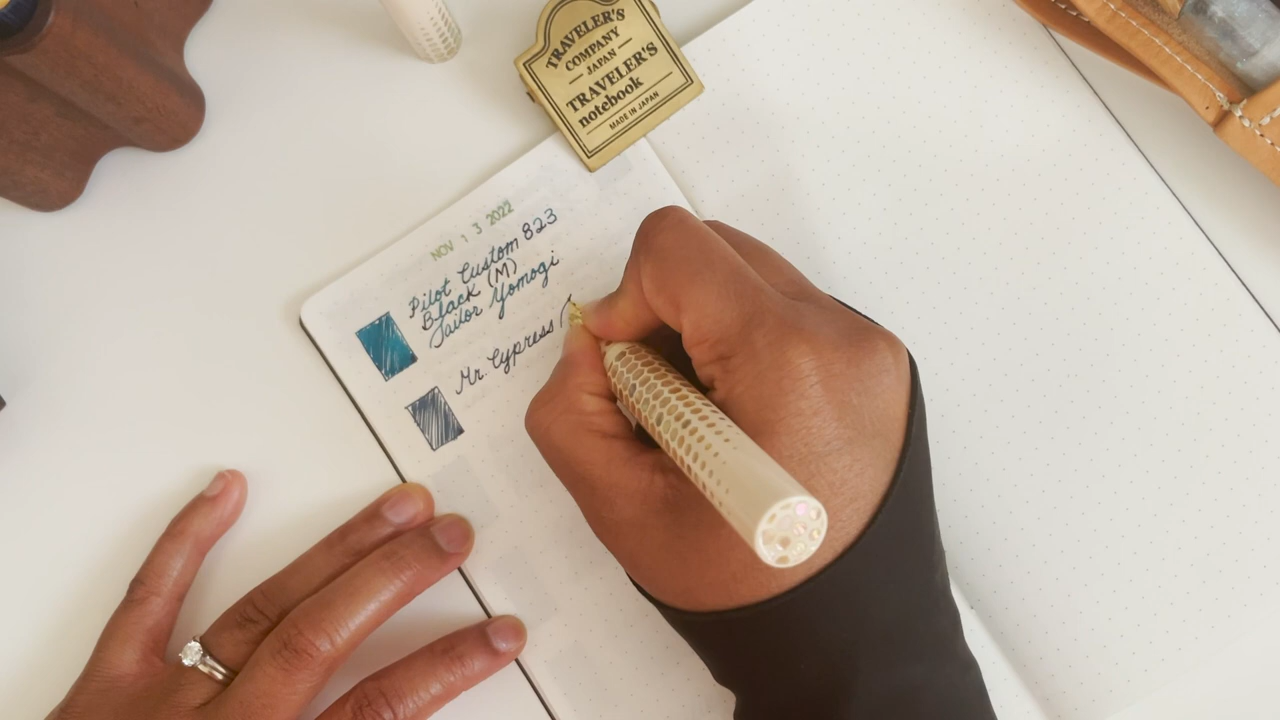 TRAVELER'S
COMPANY
JAPAN
TRAVELER'S
notebook
MADE IN JAPAN
NOV 1 3 2022
Pilot Custom 823
Black (M)
Sailor Yomogi
Mr. Cypress (